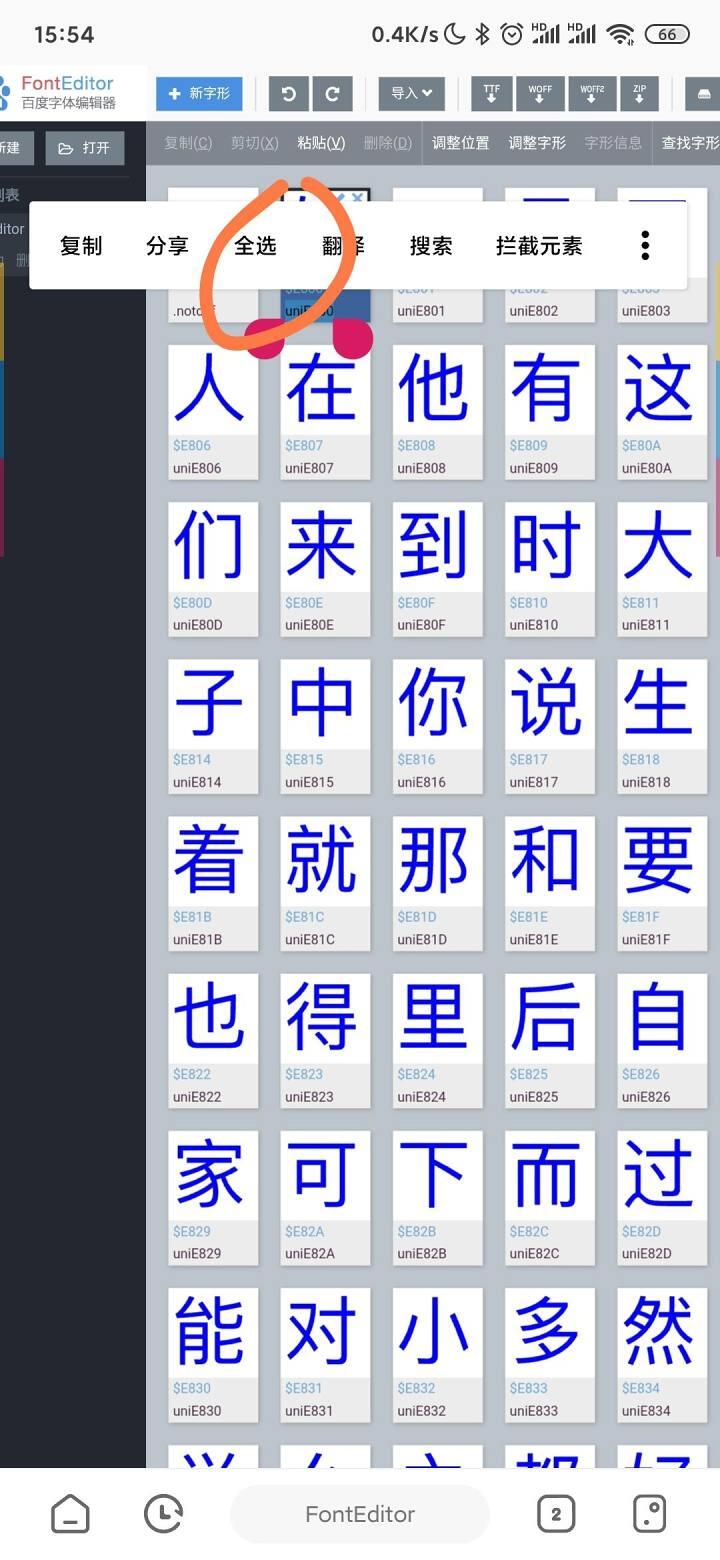 15:54 0.4K/s HD HD 66
FontEditor
百度字体编辑器
+ 新字形 导入 TTF WOFF WOFF2 ZIP
新建 打开 复制(C) 剪切(X) 粘贴(V) 删除(D) 调整位置 调整字形 字形信息 查找字形
列表
复制 分享 全选 翻译 搜索 拦截元素
uniE801 uniE802 uniE803
人 在 他 有 这
$E806 $E807 $E808 $E809 $E80A
uniE806 uniE807 uniE808 uniE809 uniE80A
们 来 到 时 大
$E80D $E80E $E80F $E810 $E811
uniE80D uniE80E uniE80F uniE810 uniE811
子 中 你 说 生
$E814 $E815 $E816 $E817 $E818
uniE814 uniE815 uniE816 uniE817 uniE818
着 就 那 和 要
$E81B $E81C $E81D $E81E $E81F
uniE81B uniE81C uniE81D uniE81E uniE81F
也 得 里 后 自
$E822 $E823 $E824 $E825 $E826
uniE822 uniE823 uniE824 uniE825 uniE826
家 可 下 而 过
$E829 $E82A $E82B $E82C $E82D
uniE829 uniE82A uniE82B uniE82C uniE82D
能 对 小 多 然
$E830 $E831 $E832 $E833 $E834
uniE830 uniE831 uniE832 uniE833 uniE834
FontEditor 2